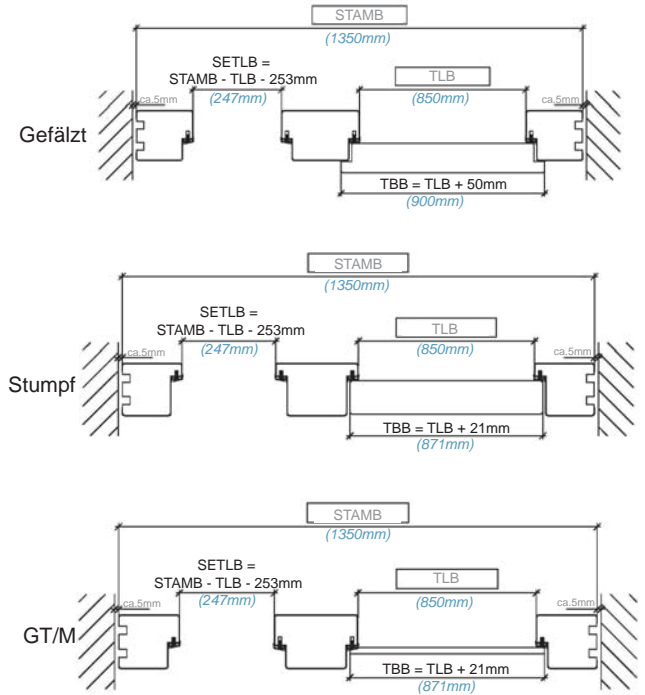 STAMB
(1350mm)
SETLB =
STAMB - TLB - 253mm
(247mm)
TLB
(850mm)
ca.5mm
ca.5mm
Gefälzt
TBB = TLB + 50mm
(900mm)
STAMB
(1350mm)
SETLB =
STAMB - TLB - 253mm
(247mm)
TLB
(850mm)
ca.5mm
ca.5mm
Stumpf
TBB = TLB + 21mm
(871mm)
STAMB
(1350mm)
SETLB =
STAMB - TLB - 253mm
(247mm)
TLB
(850mm)
ca.5mm
ca.5mm
GT/M
TBB = TLB + 21mm
(871mm)